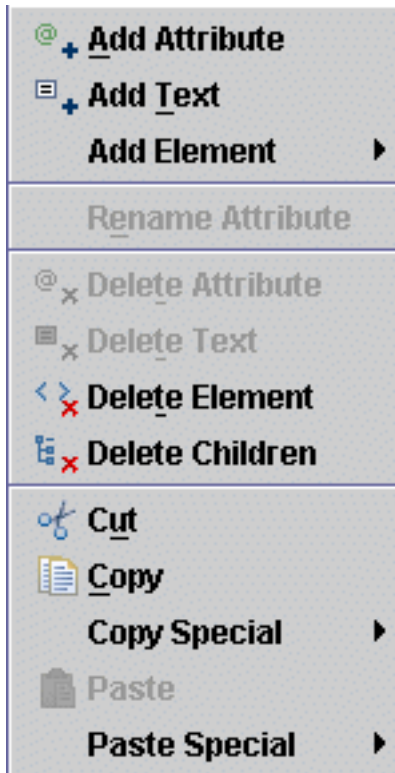 Add Attribute
Add Text
Add Element
Rename Attribute
Delete Attribute
Delete Text
Delete Element
Delete Children
Cut
Copy
Copy Special
Paste
Paste Special